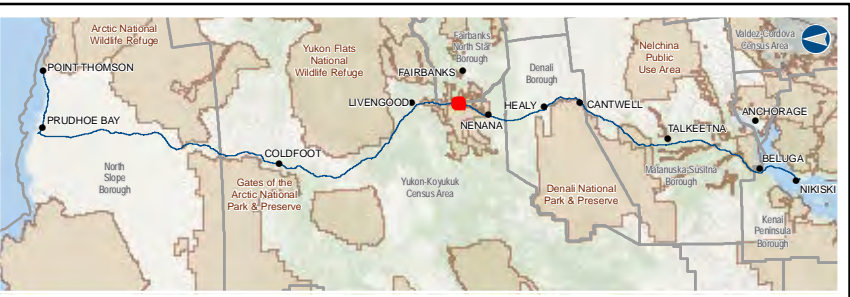 Arctic National
Wildlife Refuge
POINT THOMSON
PRUDHOE BAY
North
Slope
Borough
COLDFOOT
Gates of the
Arctic National
Park & Preserve
Yukon Flats
National
Wildlife Refuge
LIVENGOOD
FAIRBANKS
Fairbanks
North Star
Borough
NENANA
Yukon-Koyukuk
Census Area
HEALY
Denali
Borough
CANTWELL
Denali National
Park & Preserve
Nelchina
Public
Use Area
TALKEETNA
Matanuska-Susitna
Borough
Valdez-Cordova
Census Area
ANCHORAGE
BELUGA
NIKISKI
Kenai
Peninsula
Borough